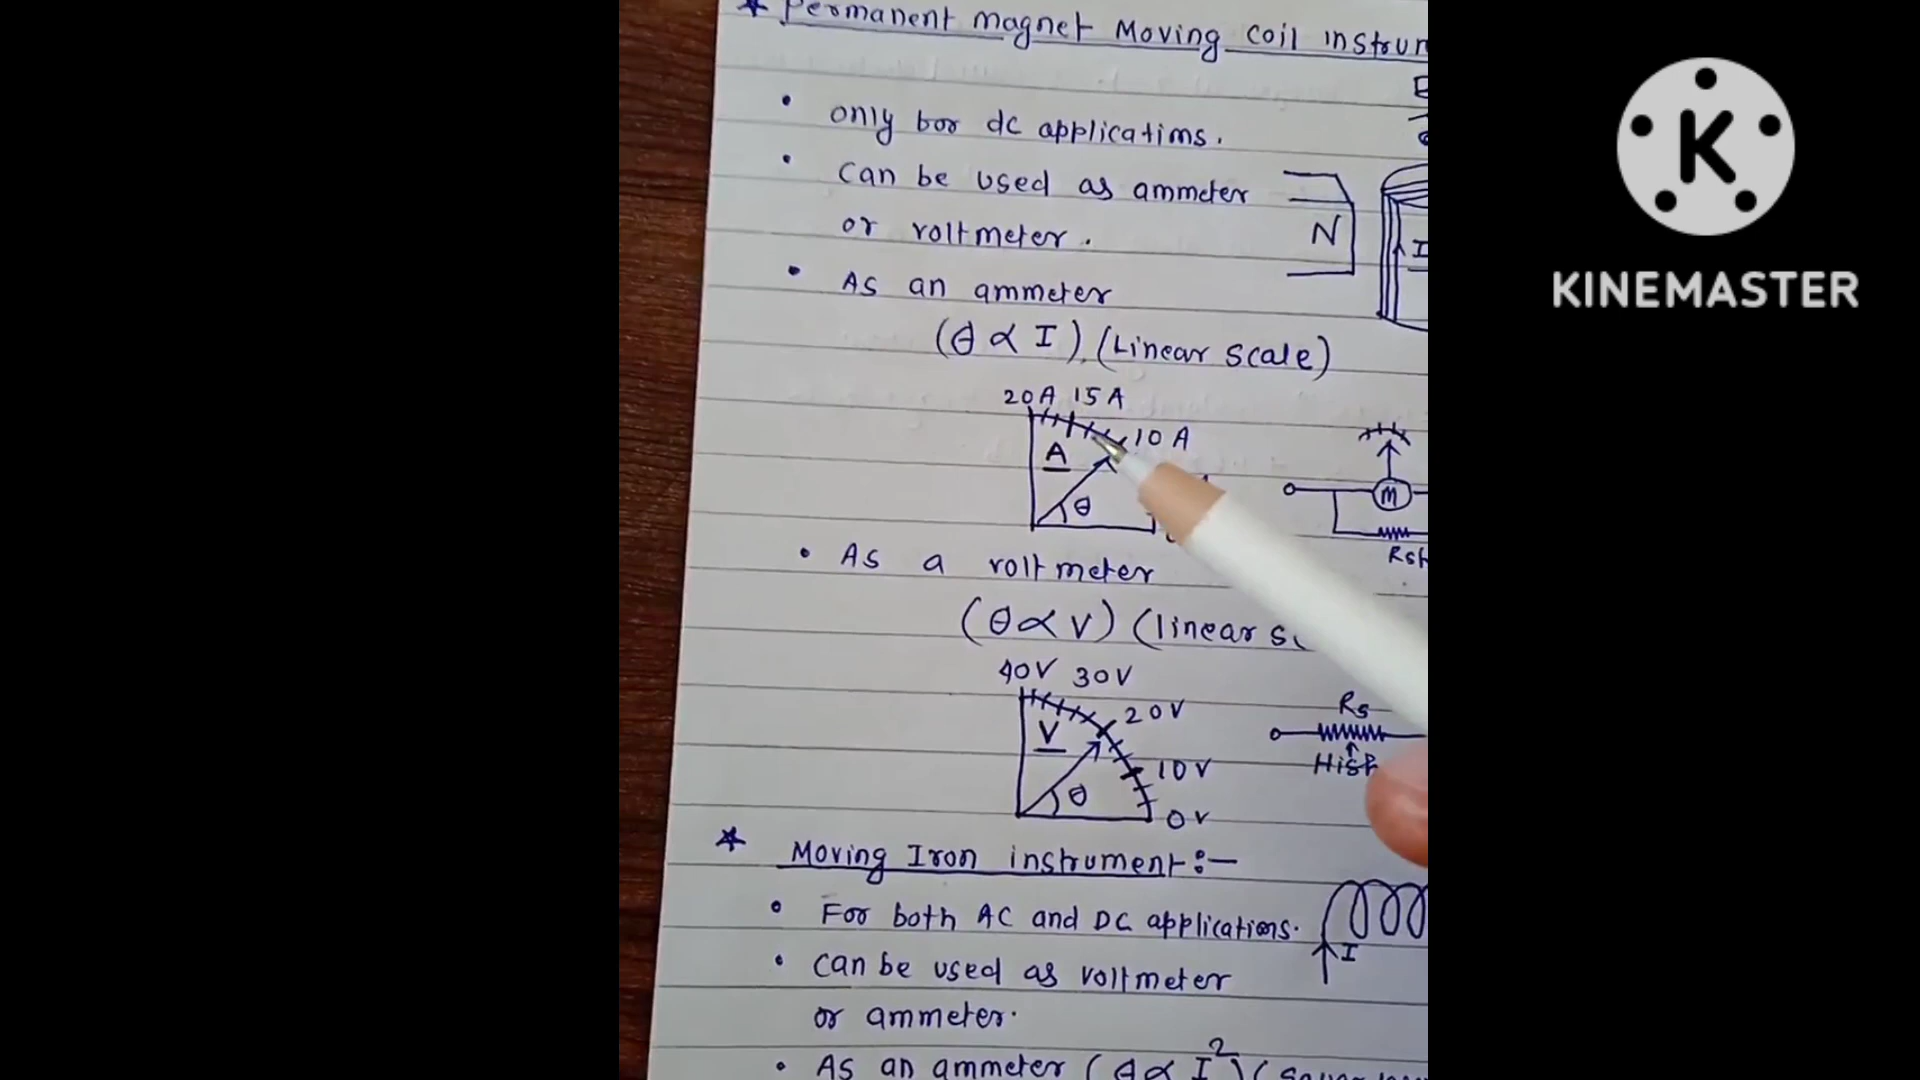 * Permanent magnet Moving coil instrum
• only for dc applications.
• can be used as ammeter
or voltmeter.
N
I
• As an ammeter
(θ ∝ I) (Linear scale)
20A 15A
10 A
A
θ
M
Rsh
• As a voltmeter
(θ ∝ V) (linear sc
40V 30V
20V
V
10V
θ
0V
Rs
High
* Moving Iron instrument:-
• For both AC and DC applications.
I
• can be used as voltmeter
or ammeter.
• As an ammeter (θ ∝ I²) (
K
KINEMASTER